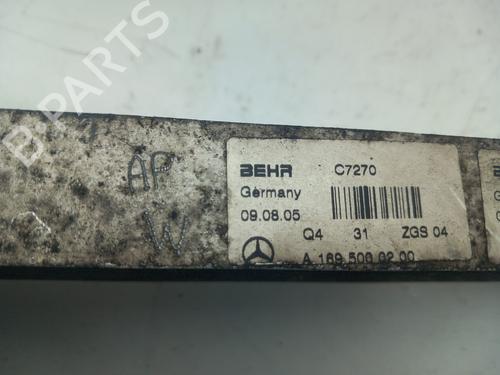 B-PARTS
AP
W
BEHR C7270
Germany
09.08.05
Q4 31 ZGS 04
A 169 500 02 00